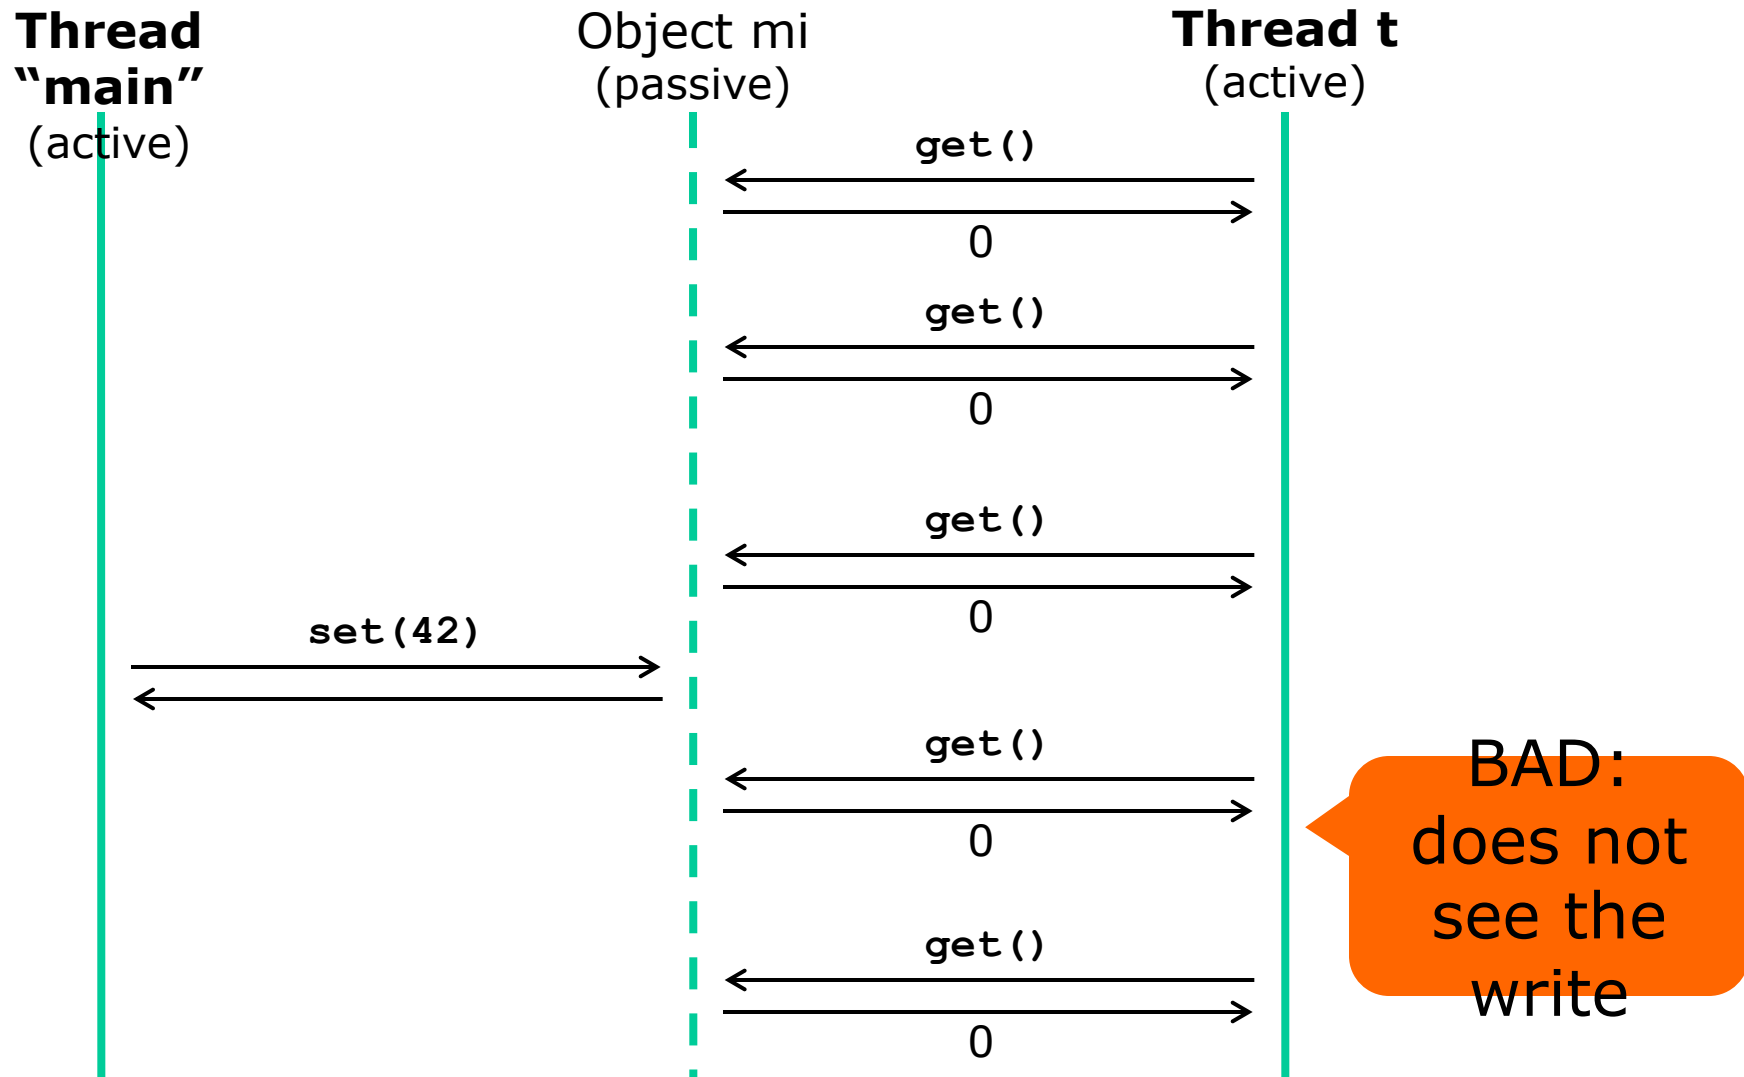 Thread
“main”
(active)
Object mi
(passive)
Thread t
(active)
get()
0
get()
0
get()
0
set(42)
get()
0
get()
0
BAD:
does not
see the
write